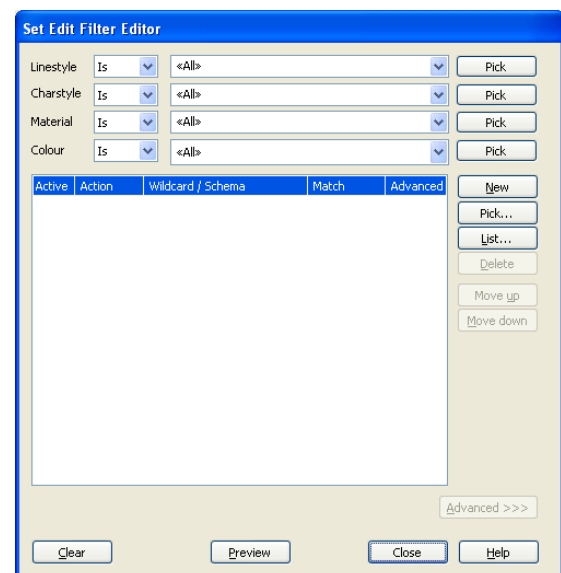 Set Edit Filter Editor
Linestyle Is «All» Pick
Charstyle Is «All» Pick
Material Is «All» Pick
Colour Is «All» Pick
Active Action Wildcard / Schema Match Advanced New
Pick...
List...
Delete
Move up
Move down
Advanced >>>
Clear Preview Close Help